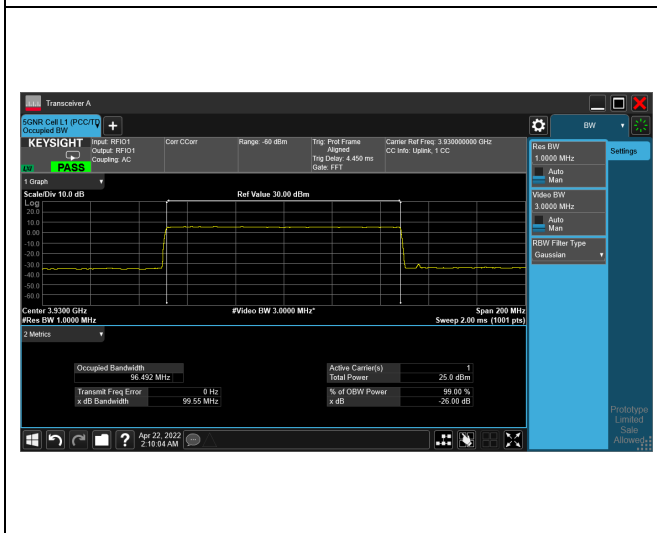 Transceiver A
5GNR Cell L1 (PCC/TD
Occupied BW
BW
KEYSIGHT
Input: RFIO1
Output: RFIO1
Coupling: AC
Corr CCorr
Range: -60 dBm
Trig: Prot Frame
Aligned
Trig Delay: 4.450 ms
Gate: FFT
Carrier Ref Freq: 3.930000000 GHz
CC Info: Uplink, 1 CC
PASS
1 Graph
Scale/Div 10.0 dB
Ref Value 30.00 dBm
Log
20.0
10.0
0.00
-10.0
-20.0
-30.0
-40.0
-50.0
-60.0
Center 3.9300 GHz
#Video BW 3.0000 MHz*
Span 200 MHz
#Res BW 1.0000 MHz
Sweep 2.00 ms (1001 pts)
2 Metrics
Occupied Bandwidth
96.492 MHz
Active Carrier(s) 1
Total Power 25.0 dBm
Transmit Freq Error 0 Hz
x dB Bandwidth 99.55 MHz
% of OBW Power 99.00 %
x dB -26.00 dB
Res BW
1.0000 MHz
Auto
Man
Video BW
3.0000 MHz
Auto
Man
RBW Filter Type
Gaussian
Settings
Prototype
Limited
Sale
Allowed
?
Apr 22, 2022
2:10:04 AM